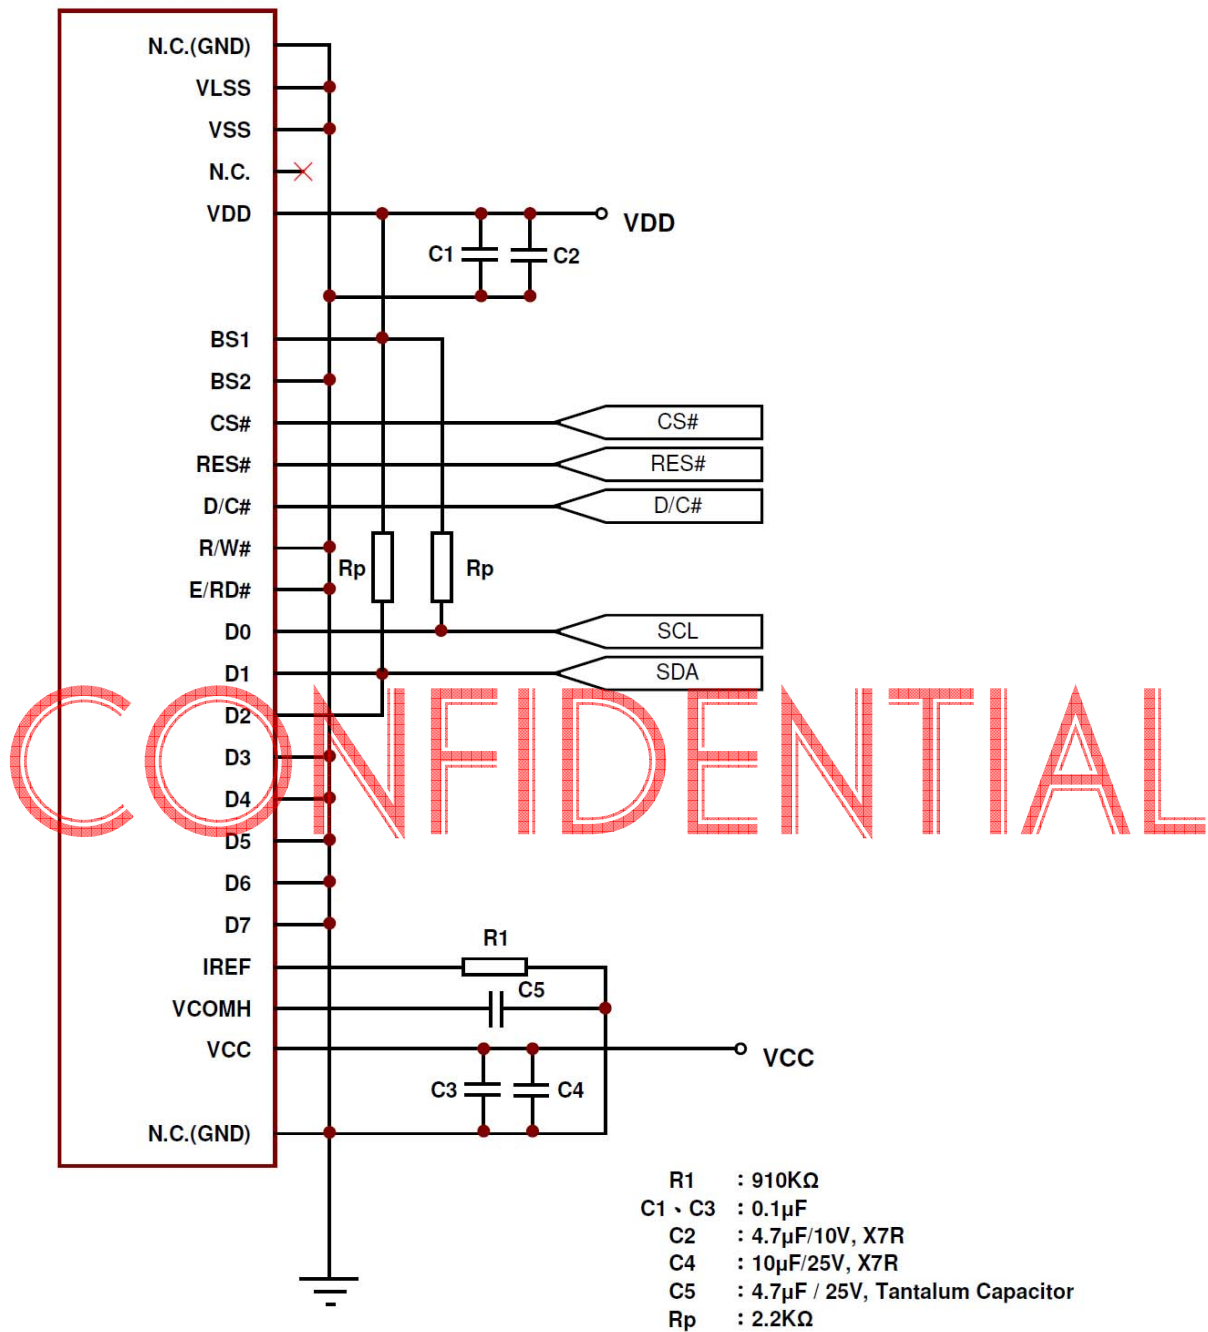 N.C.(GND)
VLSS
VSS
N.C.
VDD
VDD
C1
C2
BS1
BS2
CS#
CS#
RES#
RES#
D/C#
D/C#
R/W#
Rp
Rp
E/RD#
D0
SCL
D1
SDA
CONFIDENTIAL
D2
D3
D4
D5
D6
D7
R1
IREF
C5
VCOMH
VCC
VCC
C3
C4
N.C.(GND)
R1 : 910KΩ
C1、C3 : 0.1µF
C2 : 4.7µF/10V, X7R
C4 : 10µF/25V, X7R
C5 : 4.7µF / 25V, Tantalum Capacitor
Rp : 2.2KΩ